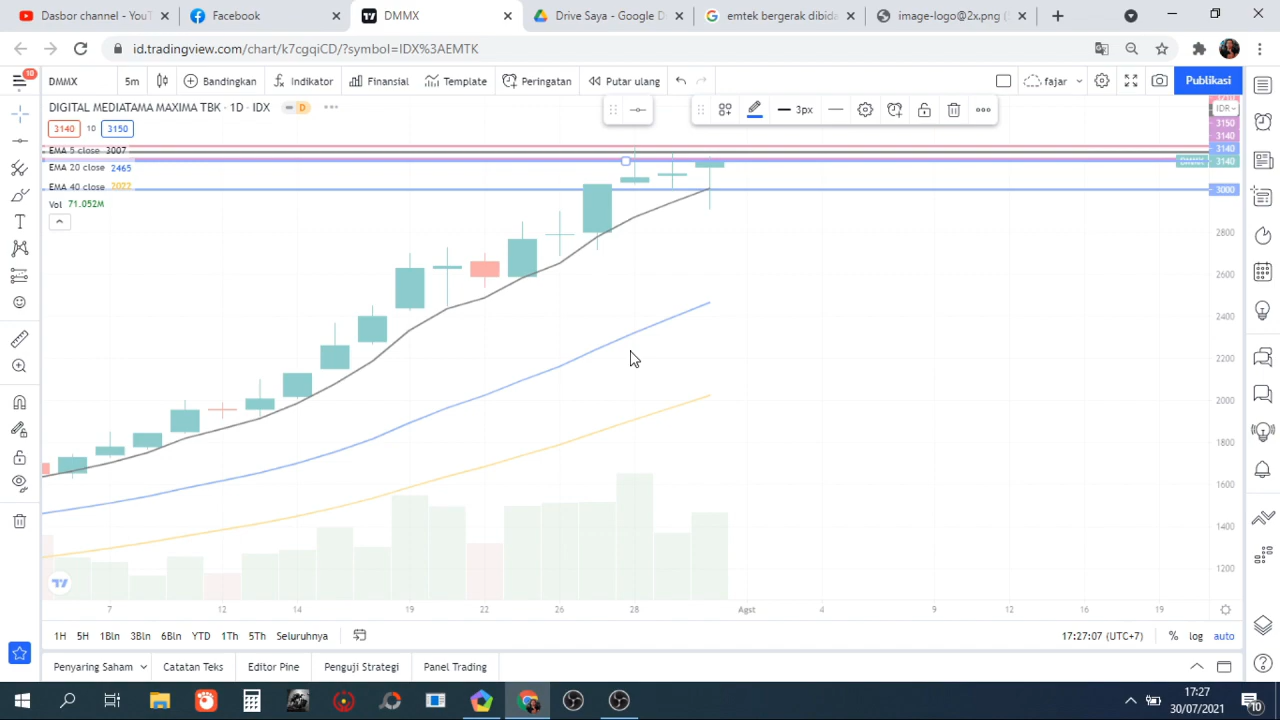 Dasbor channel - YouT
Facebook
DMMX
Drive Saya - Google D
emtek bergerak dibida
image-logo@2x.png (
id.tradingview.com/chart/k7cgqiCD/?symbol=IDX%3AEMTK
10
DMMX
5m
Bandingkan
Indikator
Finansial
Template
Peringatan
Putar ulang
fajar
Publikasi
DIGITAL MEDIATAMA MAXIMA TBK · 1D · IDX
D
3px
IDR
3140
10
3150
3150
3140
EMA 5 close 3007
3140
EMA 20 close 2465
DMMX
3140
EMA 40 close 2022
3000
Vol 71.052M
2800
2600
2400
2200
2000
1800
1600
1400
1200
7
12
14
19
22
26
28
Agst
4
9
12
16
19
1H
5H
1Bln
3Bln
6Bln
YTD
1Th
5Th
Seluruhnya
17:27:07 (UTC+7)
%
log
auto
Penyaring Saham
Catatan Teks
Editor Pine
Penguji Strategi
Panel Trading
17:27
30/07/2021
10